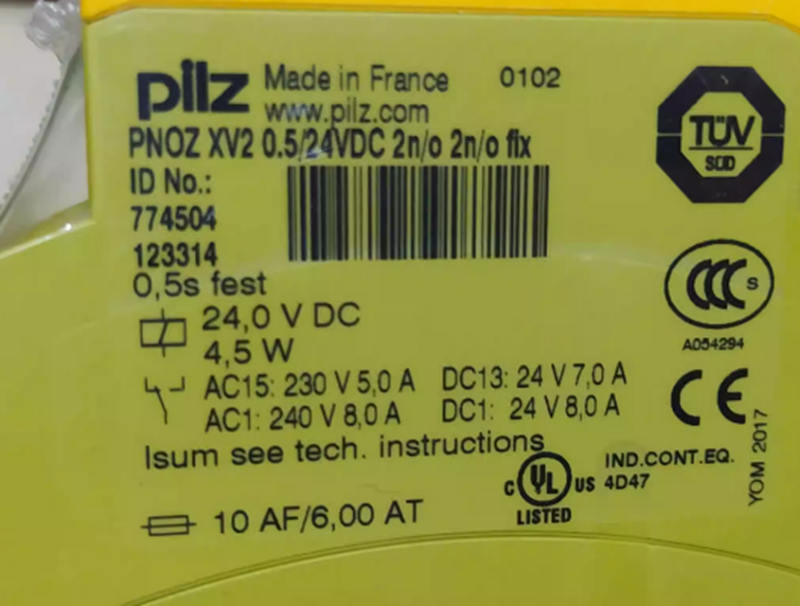 pilz Made in France 0102
www.pilz.com
PNOZ XV2 0.5/24VDC 2n/o 2n/o fix
ID No.:
774504
123314
0,5s fest
24,0 V DC
4,5 W
AC15: 230 V 5,0 A DC13: 24 V 7,0 A
AC1: 240 V 8,0 A DC1: 24 V 8,0 A
Isum see tech. instructions
10 AF/6,00 AT
TÜV
SÜD
CCC S
A054294
CE
YOM 2017
C UL US
LISTED
IND.CONT.EQ.
4D47